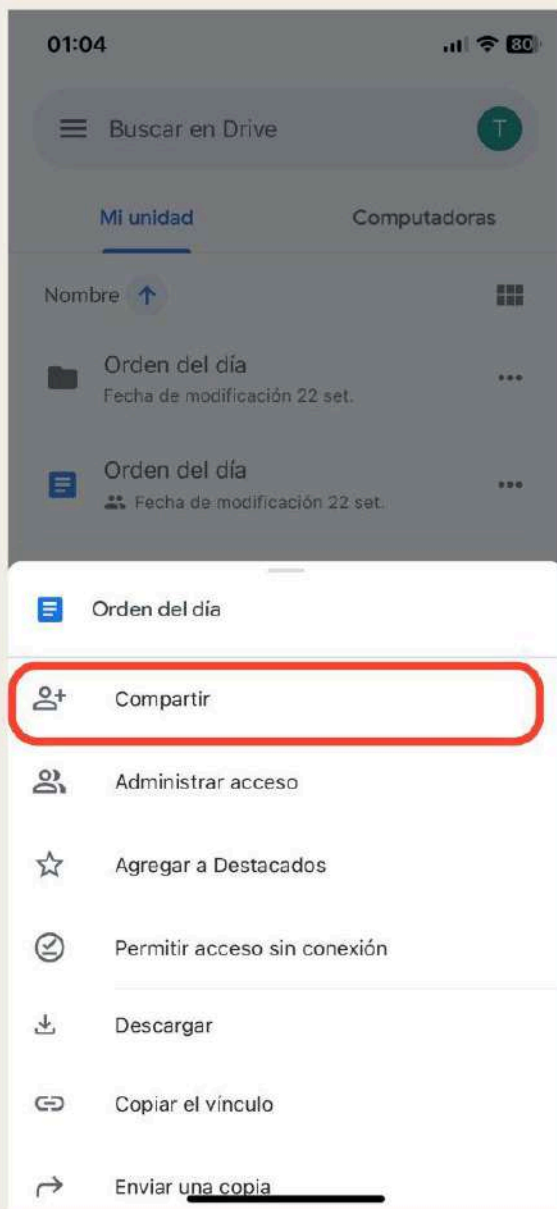 01:04
80
Buscar en Drive
T
Mi unidad
Computadoras
Nombre
Orden del día
Fecha de modificación 22 set.
Orden del día
Fecha de modificación 22 set.
Orden del día
Compartir
Administrar acceso
Agregar a Destacados
Permitir acceso sin conexión
Descargar
Copiar el vínculo
Enviar una copia